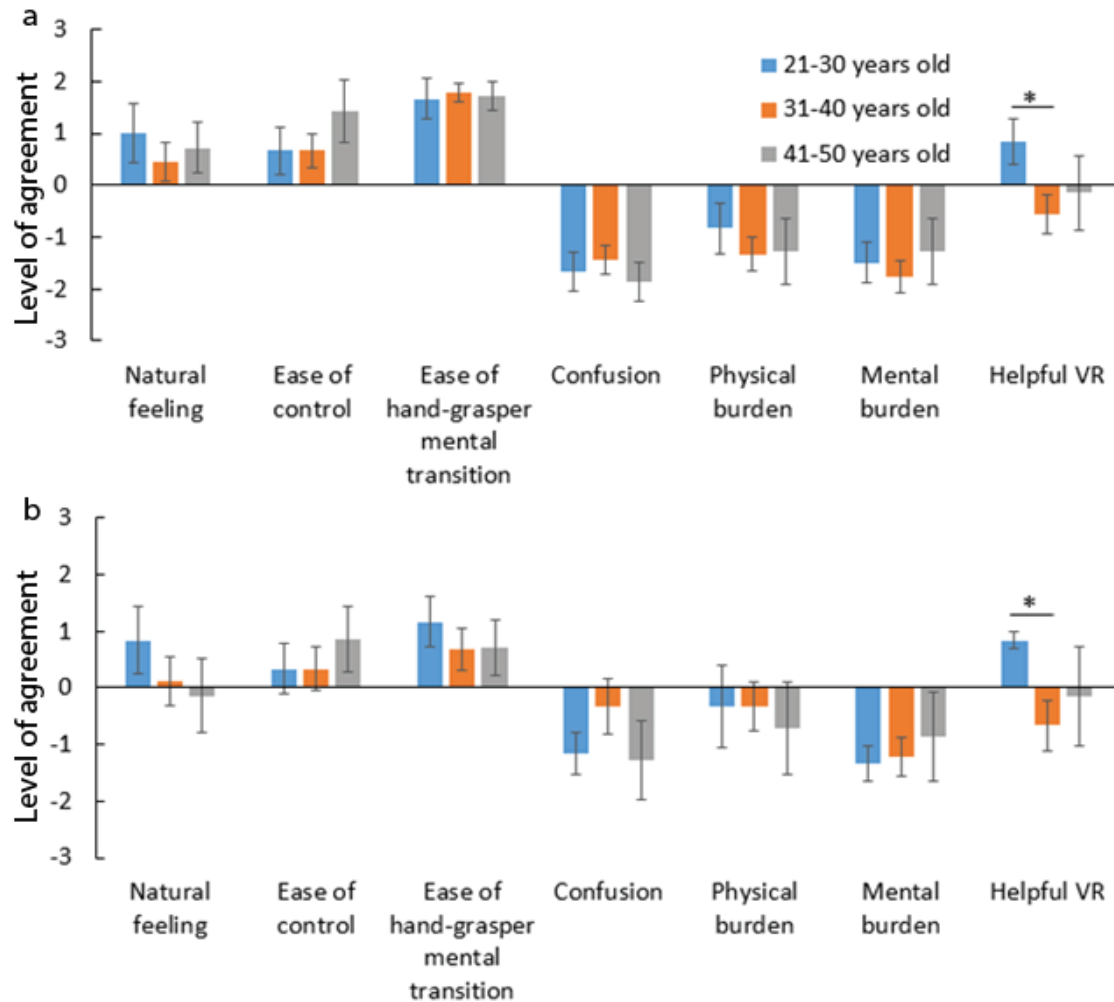 a
3
2
1
0
-1
-2
-3
Level of agreement
21-30 years old
31-40 years old
41-50 years old
*
Natural
feeling
Ease of
control
Ease of
hand-grasper
mental
transition
Confusion
Physical
burden
Mental
burden
Helpful VR
b
3
2
1
0
-1
-2
-3
Level of agreement
*
Natural
feeling
Ease of
control
Ease of
hand-grasper
mental
transition
Confusion
Physical
burden
Mental
burden
Helpful VR